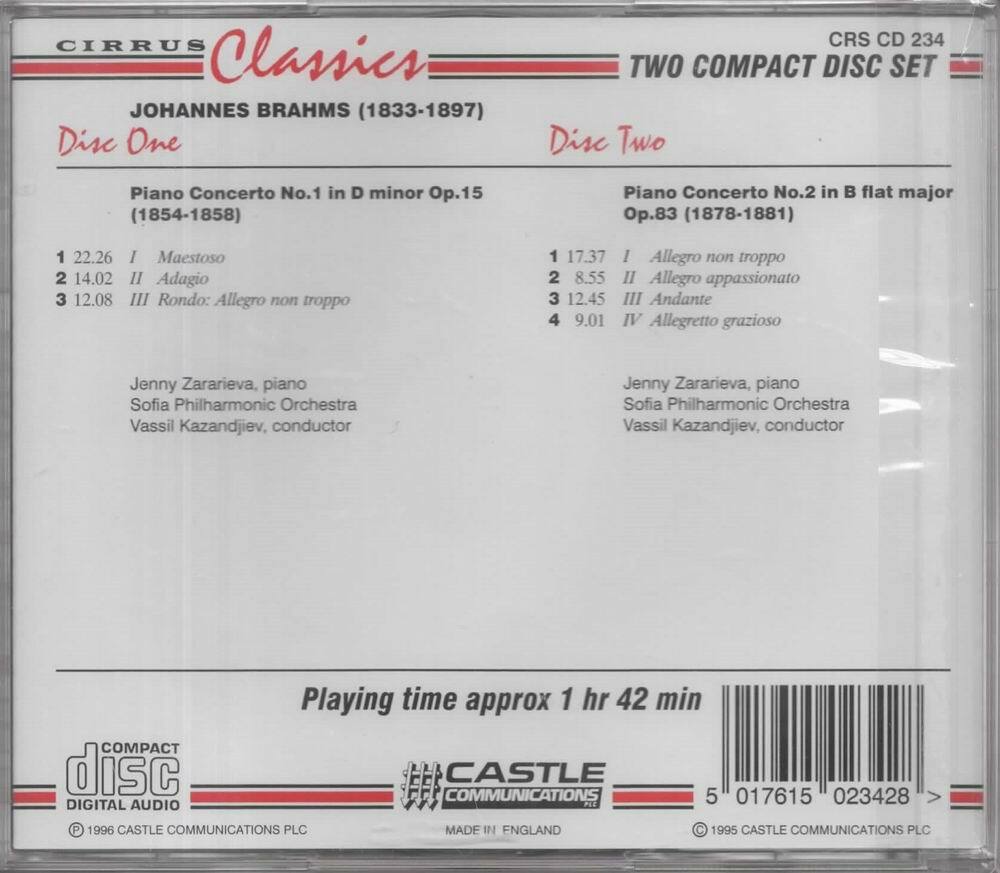 CIRRUS Classics
CRS CD 234
TWO COMPACT DISC SET
JOHANNES BRAHMS (1833-1897)
Disc One
Piano Concerto No.1 in D minor Op.15
(1854-1858)
1 22.26 I Maestoso
2 14.02 II Adagio
3 12.08 III Rondo: Allegro non troppo
Jenny Zararieva, piano
Sofia Philharmonic Orchestra
Vassil Kazandjiev, conductor
Disc Two
Piano Concerto No.2 in B flat major
Op.83 (1878-1881)
1 17.37 I Allegro non troppo
2 8.55 II Allegro appassionato
3 12.45 III Andante
4 9.01 IV Allegretto grazioso
Jenny Zararieva, piano
Sofia Philharmonic Orchestra
Vassil Kazandjiev, conductor
Playing time approx 1 hr 42 min
COMPACT
disc
DIGITAL AUDIO
CASTLE
COMMUNICATIONS
PLC
5 017615 023428 >
Ⓟ 1996 CASTLE COMMUNICATIONS PLC
MADE IN ENGLAND
© 1995 CASTLE COMMUNICATIONS PLC